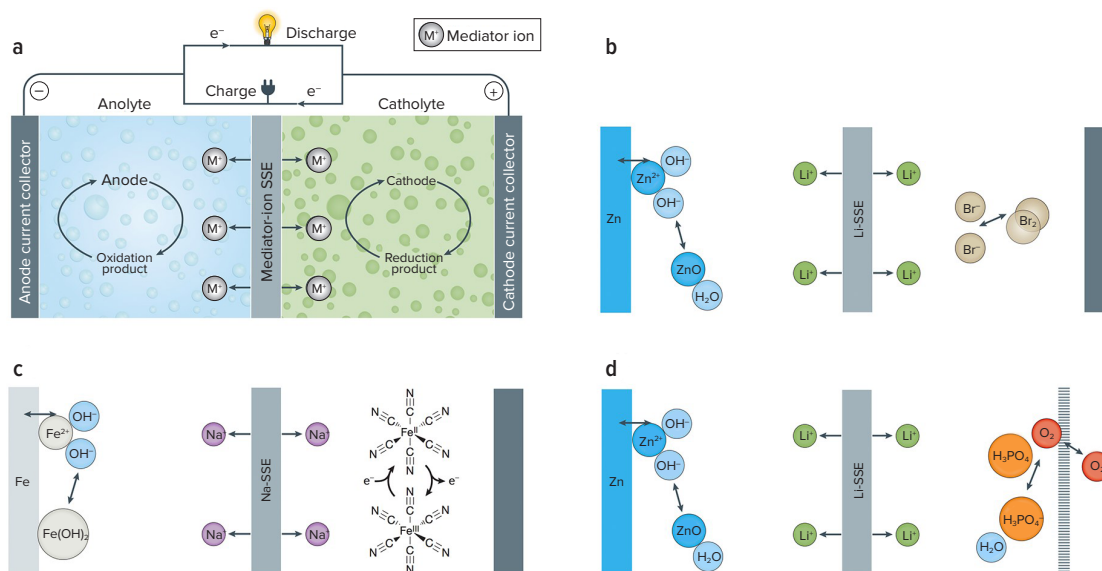 a
e⁻
Discharge
M⁺ Mediator ion
Charge
e⁻
−
+
Anolyte
Catholyte
Anode current collector
Mediator-ion SSE
Cathode current collector
M⁺
M⁺
Anode
Cathode
M⁺
M⁺
Oxidation
product
Reduction
product
M⁺
M⁺
b
Zn
OH⁻
Zn²⁺
OH⁻
ZnO
H₂O
Li⁺
Li⁺
Li-SSE
Li⁺
Li⁺
Br⁻
Br⁻
Br₂
c
Fe
OH⁻
Fe²⁺
OH⁻
Fe(OH)₂
Na⁺
Na⁺
Na-SSE
Na⁺
Na⁺
N
C
N≡C
C≡N
Feᴵᴵ
N≡C
C≡N
C
N
e⁻
e⁻
N
C
N≡C
C≡N
Feᴵᴵᴵ
N≡C
C≡N
C
N
d
Zn
OH⁻
Zn²⁺
OH⁻
ZnO
H₂O
Li⁺
Li⁺
Li-SSE
Li⁺
Li⁺
O₂
O₂
H₃PO₄
H₃PO₄⁻
H₂O